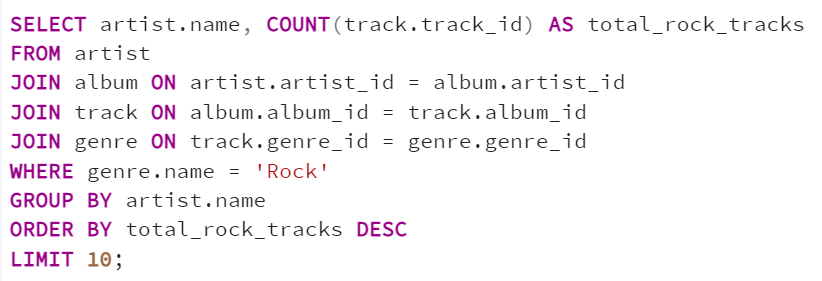 SELECT artist.name, COUNT(track.track_id) AS total_rock_tracks
FROM artist
JOIN album ON artist.artist_id = album.artist_id
JOIN track ON album.album_id = track.album_id
JOIN genre ON track.genre_id = genre.genre_id
WHERE genre.name = 'Rock'
GROUP BY artist.name
ORDER BY total_rock_tracks DESC
LIMIT 10;